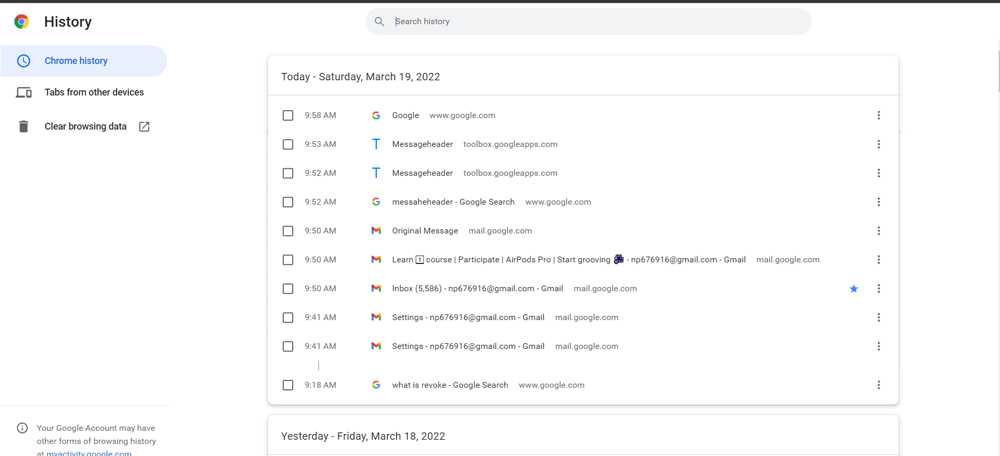 History
Search history
Chrome history
Tabs from other devices
Clear browsing data
Today - Saturday, March 19, 2022
9:58 AM Google www.google.com
9:53 AM Messageheader toolbox.googleapps.com
9:52 AM Messageheader toolbox.googleapps.com
9:52 AM messaheheader - Google Search www.google.com
9:50 AM Original Message mail.google.com
9:50 AM Learn 1️⃣ course | Participate | AirPods Pro | Start grooving 🎶 - np676916@gmail.com - Gmail mail.google.com
9:50 AM Inbox (5,586) - np676916@gmail.com - Gmail mail.google.com
9:41 AM Settings - np676916@gmail.com - Gmail mail.google.com
9:41 AM Settings - np676916@gmail.com - Gmail mail.google.com
9:18 AM what is revoke - Google Search www.google.com
Your Google Account may have
other forms of browsing history
at myactivity.google.com
Yesterday - Friday, March 18, 2022